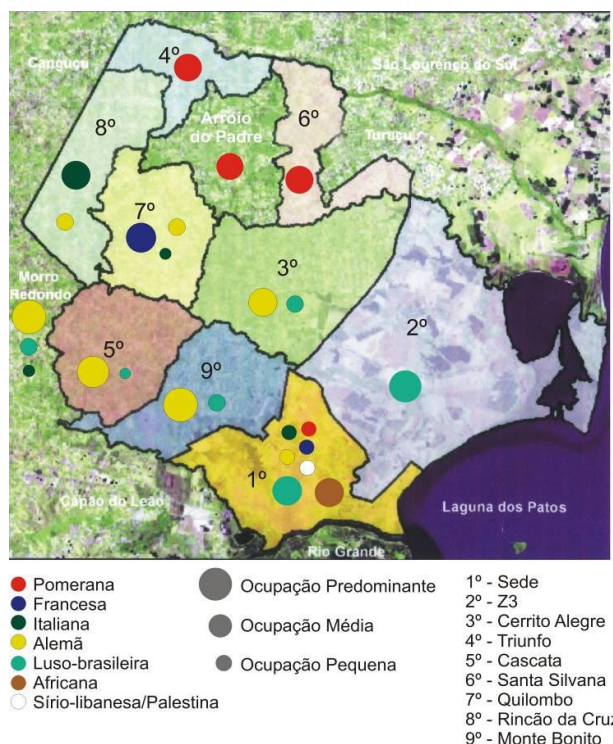 Canguçu
4º
São Lourenço do Sul
8º
Arroio
do Padre
6º
Turuçu
7º
3º
Morro
Redondo
2º
5º
9º
1º
Capão do Leão
Laguna dos Patos
Rio Grande
Pomerana
Francesa
Italiana
Alemã
Luso-brasileira
Africana
Sírio-libanesa/Palestina
Ocupação Predominante
Ocupação Média
Ocupação Pequena
1º - Sede
2º - Z3
3º - Cerrito Alegre
4º - Triunfo
5º - Cascata
6º - Santa Silvana
7º - Quilombo
8º - Rincão da Cruz
9º - Monte Bonito